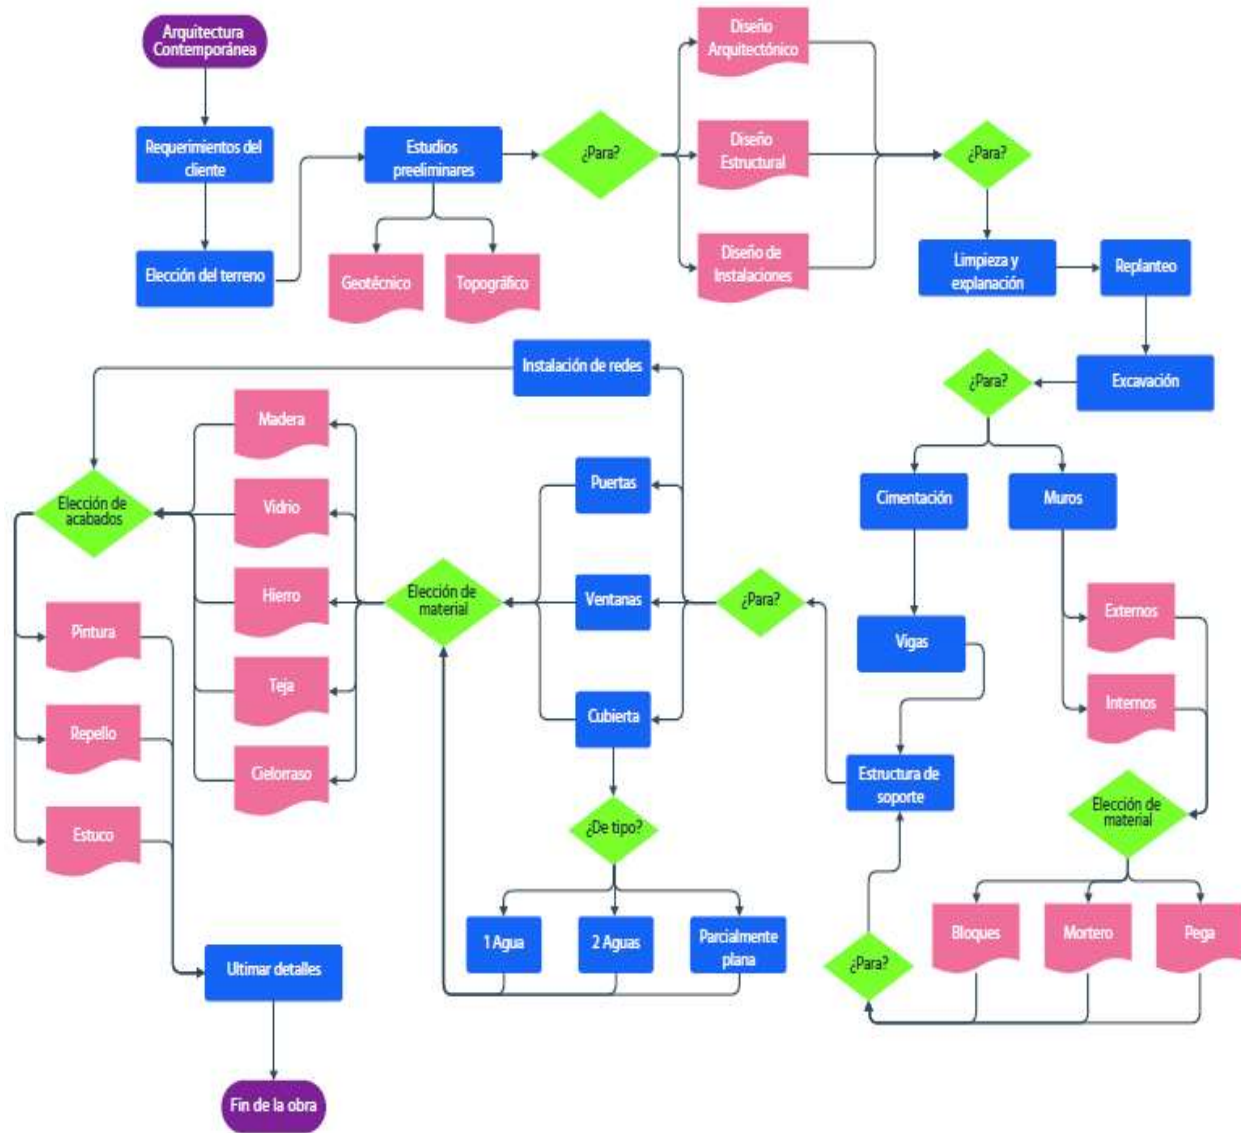 Arquitectura
Contemporánea
Requerimientos del
cliente
Elección del terreno
Estudios
preeliminares
Geotécnico
Topográfico
¿Para?
Diseño
Arquitectónico
Diseño
Estructural
Diseño de
Instalaciones
¿Para?
Limpieza y
explanación
Replanteo
Excavación
¿Para?
Cimentación
Muros
Vigas
Externos
Internos
Elección de
material
Bloques
Mortero
Pega
¿Para?
Estructura de
soporte
¿Para?
Instalación de redes
Puertas
Ventanas
Cubierta
¿De tipo?
1 Agua
2 Aguas
Parcialmente
plana
Elección de
material
Madera
Vidrio
Hierro
Teja
Cielorraso
Elección de
acabados
Pintura
Repello
Estuco
Ultimar detalles
Fin de la obra